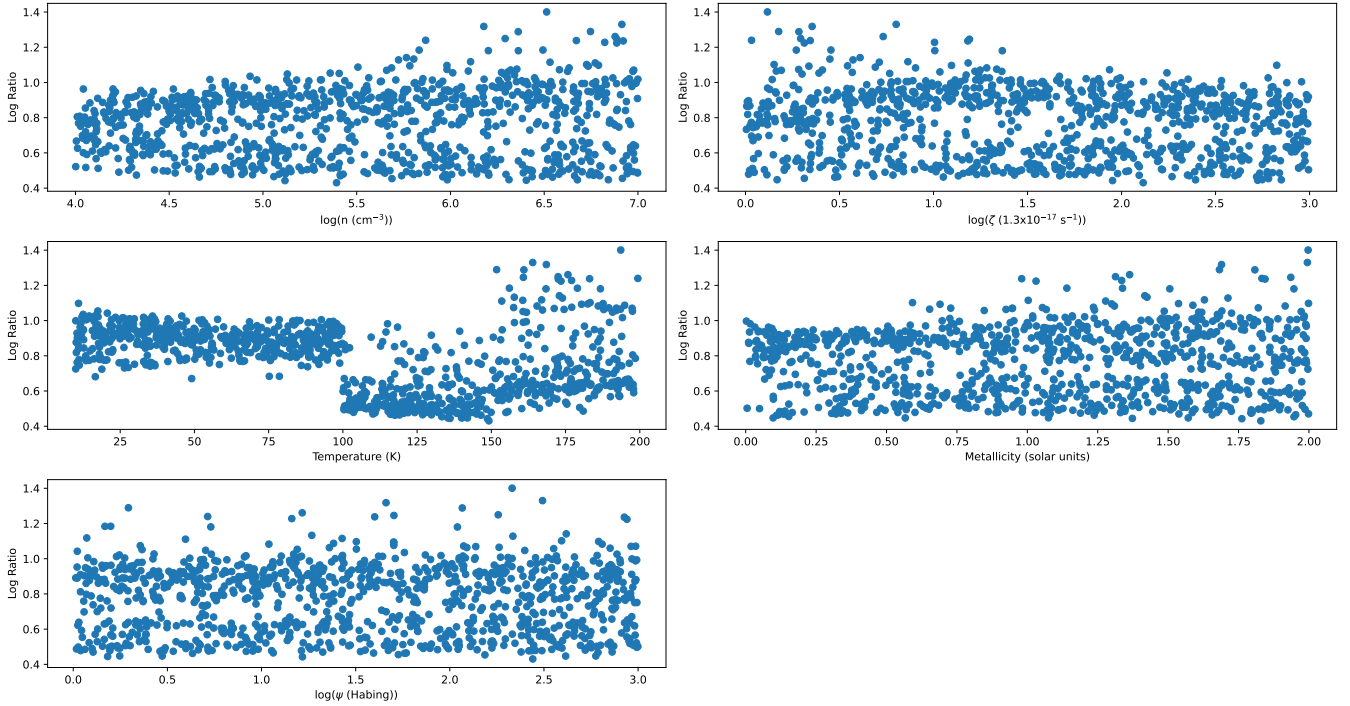 1.4
1.2
1.0
0.8
0.6
0.4
Log Ratio
4.0 4.5 5.0 5.5 6.0 6.5 7.0
log(n (cm⁻³))
1.4
1.2
1.0
0.8
0.6
0.4
Log Ratio
0.0 0.5 1.0 1.5 2.0 2.5 3.0
log(ζ (1.3x10⁻¹⁷ s⁻¹))
1.4
1.2
1.0
0.8
0.6
0.4
Log Ratio
25 50 75 100 125 150 175 200
Temperature (K)
1.4
1.2
1.0
0.8
0.6
0.4
Log Ratio
0.00 0.25 0.50 0.75 1.00 1.25 1.50 1.75 2.00
Metallicity (solar units)
1.4
1.2
1.0
0.8
0.6
0.4
Log Ratio
0.0 0.5 1.0 1.5 2.0 2.5 3.0
log(ψ (Habing))